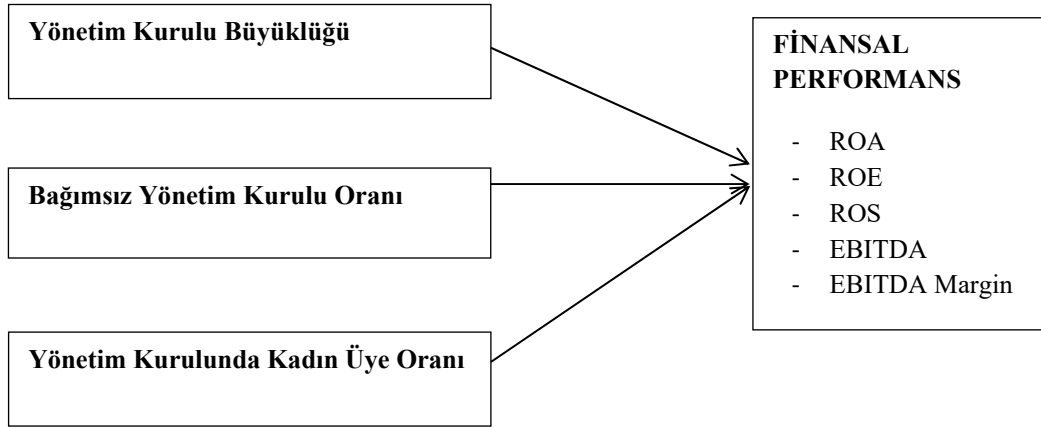 Yönetim Kurulu Büyüklüğü
Bağımsız Yönetim Kurulu Oranı
Yönetim Kurulunda Kadın Üye Oranı
FİNANSAL
PERFORMANS
- ROA
- ROE
- ROS
- EBITDA
- EBITDA Margin